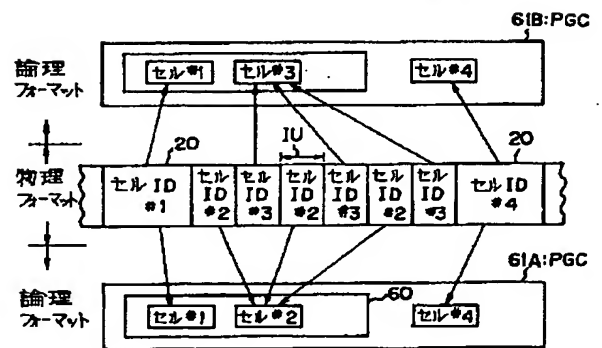 61B:PGC
論理
フォーマット
セル#1
セル#3
セル#4
20
IU
20
物理
フォーマット
セル ID #1
セル ID #2
セル ID #3
セル ID #2
セル ID #3
セル ID #2
セル ID #3
セル ID #4
61A:PGC
論理
フォーマット
60
セル#1
セル#2
セル#4